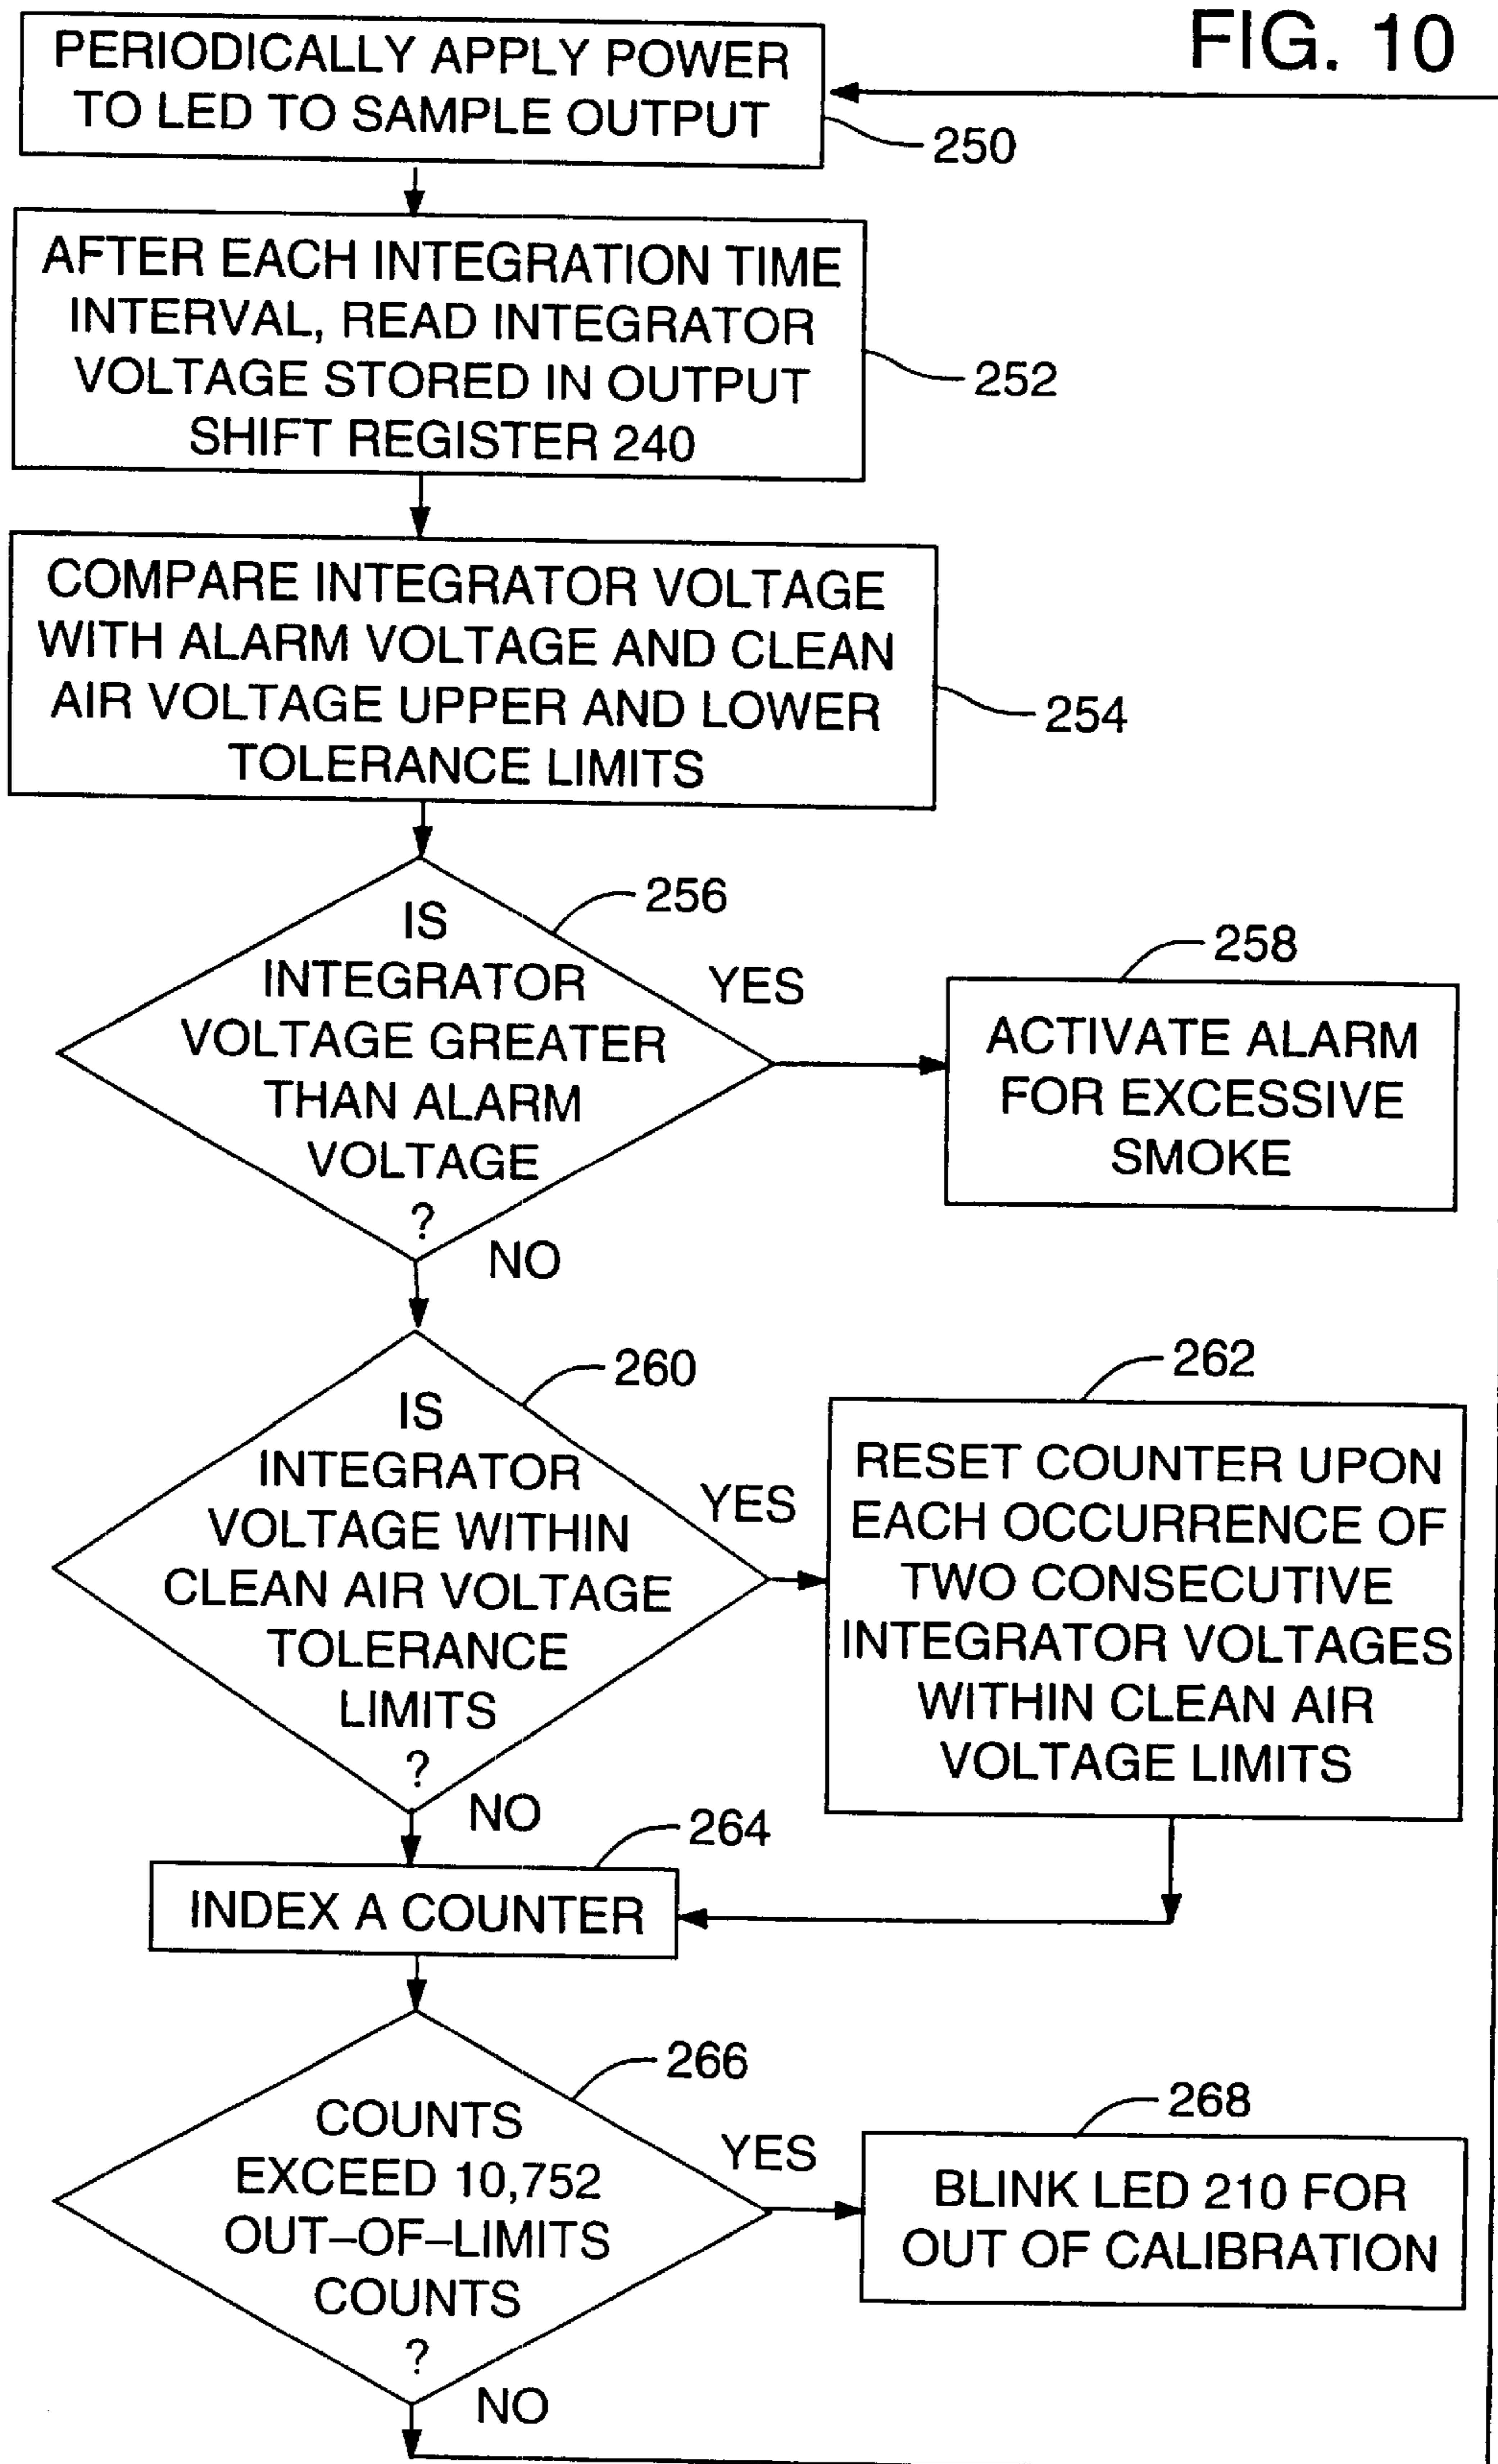 FIG. 10
PERIODICALLY APPLY POWER
TO LED TO SAMPLE OUTPUT
250
AFTER EACH INTEGRATION TIME
INTERVAL, READ INTEGRATOR
VOLTAGE STORED IN OUTPUT
SHIFT REGISTER 240
252
COMPARE INTEGRATOR VOLTAGE
WITH ALARM VOLTAGE AND CLEAN
AIR VOLTAGE UPPER AND LOWER
TOLERANCE LIMITS
254
256
IS
INTEGRATOR
VOLTAGE GREATER
THAN ALARM
VOLTAGE
?
YES
NO
258
ACTIVATE ALARM
FOR EXCESSIVE
SMOKE
260
IS
INTEGRATOR
VOLTAGE WITHIN
CLEAN AIR VOLTAGE
TOLERANCE
LIMITS
?
YES
NO
262
RESET COUNTER UPON
EACH OCCURRENCE OF
TWO CONSECUTIVE
INTEGRATOR VOLTAGES
WITHIN CLEAN AIR
VOLTAGE LIMITS
264
INDEX A COUNTER
266
COUNTS
EXCEED 10,752
OUT–OF–LIMITS
COUNTS
?
YES
NO
268
BLINK LED 210 FOR
OUT OF CALIBRATION